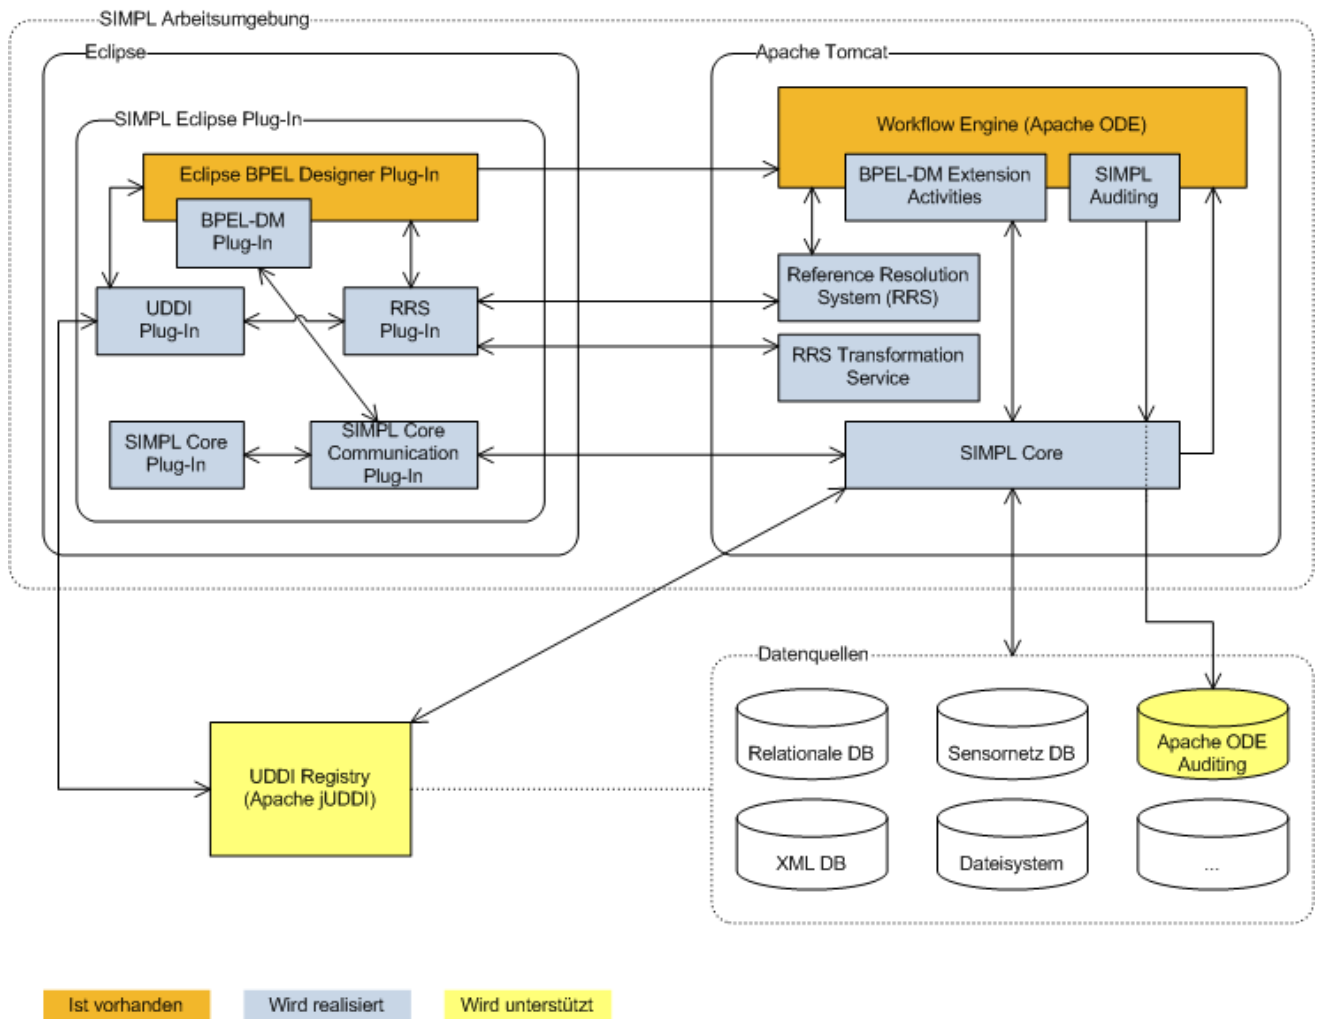 SIMPL Arbeitsumgebung
Eclipse
SIMPL Eclipse Plug-In
Eclipse BPEL Designer Plug-In
BPEL-DM
Plug-In
UDDI
Plug-In
RRS
Plug-In
SIMPL Core
Plug-In
SIMPL Core
Communication
Plug-In
Apache Tomcat
Workflow Engine (Apache ODE)
BPEL-DM Extension
Activities
SIMPL
Auditing
Reference Resolution
System (RRS)
RRS Transformation
Service
SIMPL Core
UDDI Registry
(Apache jUDDI)
Datenquellen
Relationale DB
Sensornetz DB
Apache ODE
Auditing
XML DB
Dateisystem
...
Ist vorhanden
Wird realisiert
Wird unterstützt